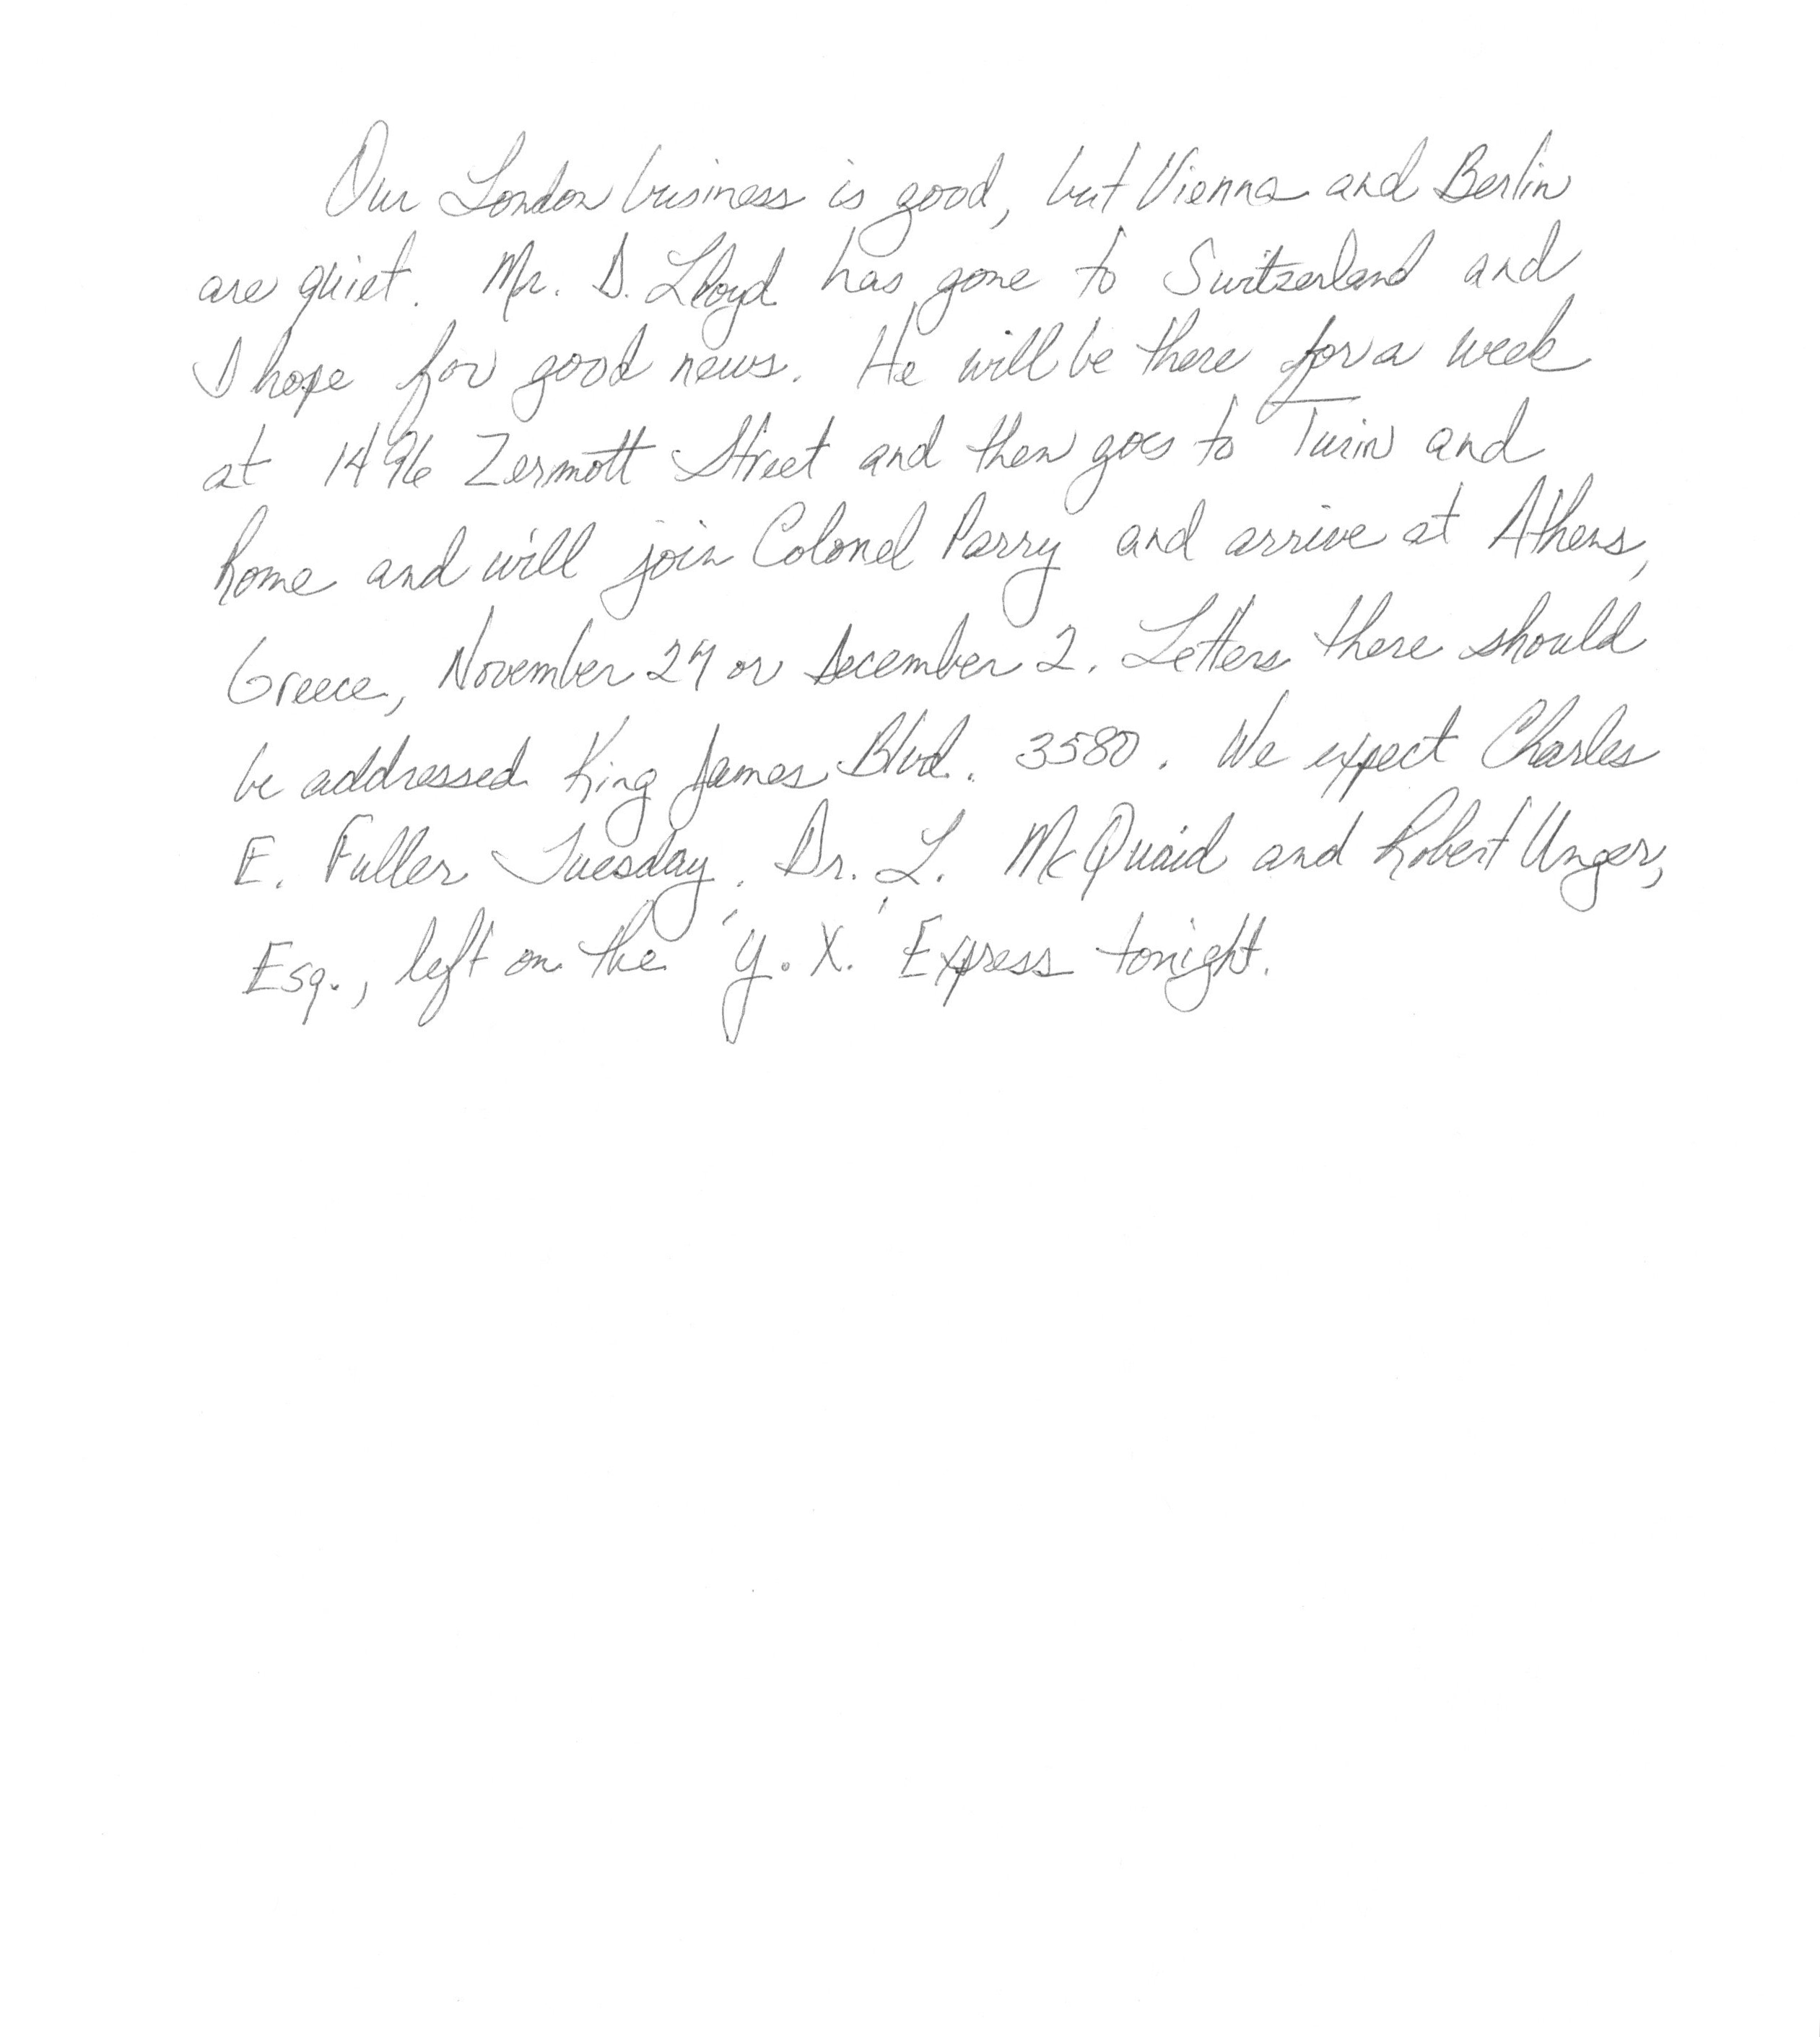 Our London business is good, but Vienna and Berlin
are quiet. Mr. D. Lloyd has gone to Switzerland and
I hope for good news. He will be there for a week
at 1496 Zermott Street and then goes to Turin and
Rome and will join Colonel Parry and arrive at Athens,
Greece, November 27 or December 2. Letters there should
be addressed King James Blvd. 3580. We expect Charles
E. Fuller Tuesday. Dr. L. McQuaid and Robert Unger,
Esq., left on the 'Y. X.' Express tonight.